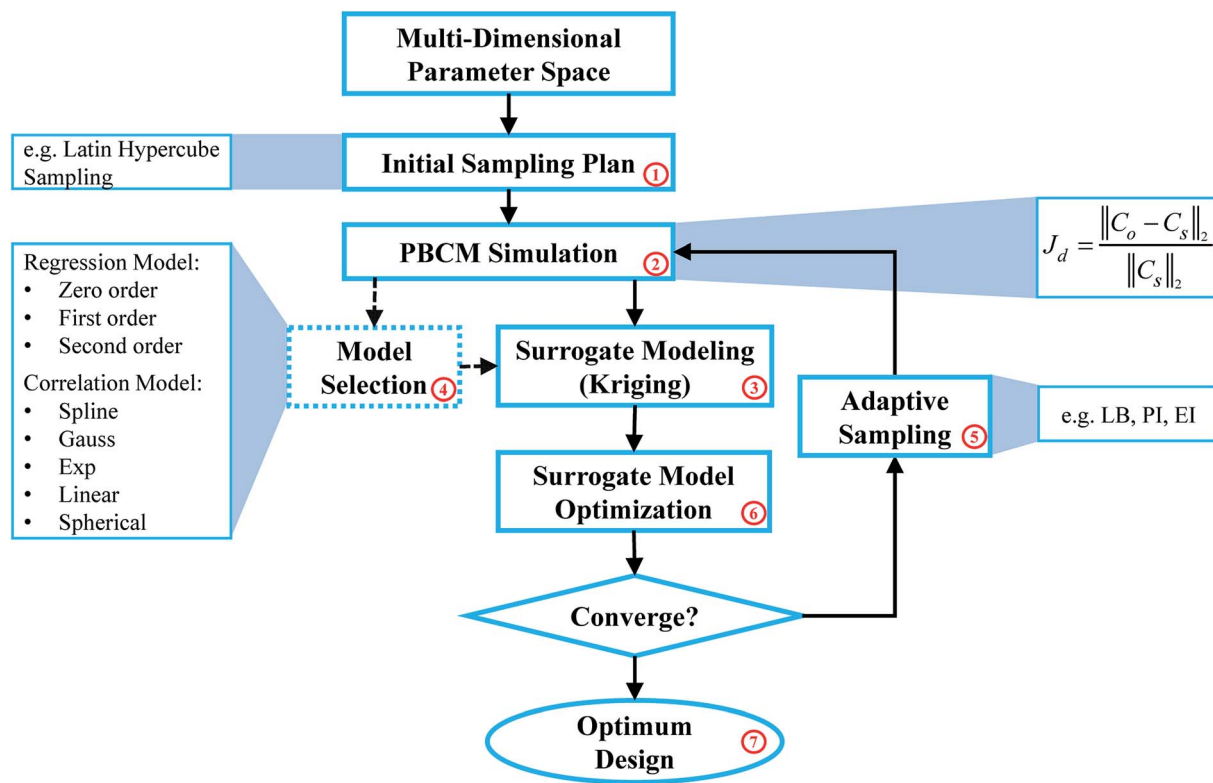 Multi-Dimensional
Parameter Space
e.g. Latin Hypercube
Sampling
Initial Sampling Plan
①
PBCM Simulation
②
J_d = ‖C_o − C_s‖_2 / ‖C_s‖_2
Regression Model:
• Zero order
• First order
• Second order
Correlation Model:
• Spline
• Gauss
• Exp
• Linear
• Spherical
Model
Selection ④
Surrogate Modeling
(Kriging) ③
Adaptive
Sampling ⑤
e.g. LB, PI, EI
Surrogate Model
Optimization ⑥
Converge?
Optimum
Design ⑦